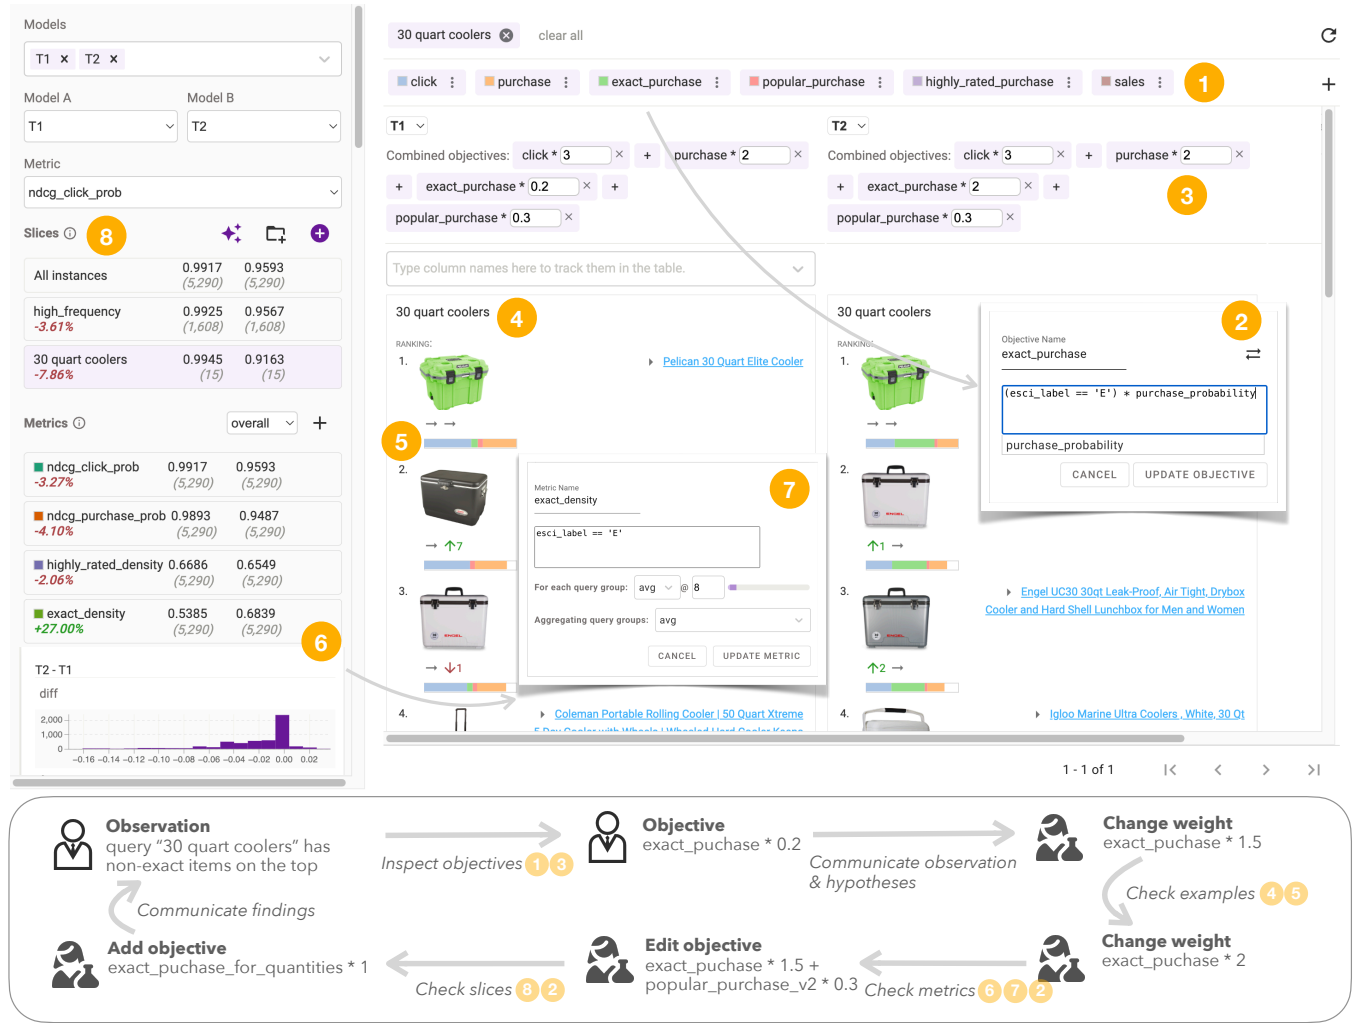 Models
T1 × T2 ×
Model A Model B
T1 T2
Metric
ndcg_click_prob
Slices 8
All instances 0.9917 0.9593
(5,290) (5,290)
high_frequency 0.9925 0.9567
-3.61% (1,608) (1,608)
30 quart coolers 0.9945 0.9163
-7.86% (15) (15)
Metrics overall +
ndcg_click_prob 0.9917 0.9593
-3.27% (5,290) (5,290)
ndcg_purchase_prob 0.9893 0.9487
-4.10% (5,290) (5,290)
highly_rated_density 0.6686 0.6549
-2.06% (5,290) (5,290)
exact_density 0.5385 0.6839
+27.00% (5,290) (5,290)
6
T2 - T1
diff
2,000
1,000
0
-0.16 -0.14 -0.12 -0.10 -0.08 -0.06 -0.04 -0.02 0.00 0.02
30 quart coolers clear all
click purchase exact_purchase popular_purchase highly_rated_purchase sales 1 +
T1
Combined objectives: click * 3 × + purchase * 2 ×
+ exact_purchase * 0.2 × +
popular_purchase * 0.3 ×
T2
Combined objectives: click * 3 × + purchase * 2 ×
+ exact_purchase * 2 × + 3
popular_purchase * 0.3 ×
Type column names here to track them in the table.
30 quart coolers 4
RANKING:
1. Pelican 30 Quart Elite Cooler
→ →
5
2.
→ ↑7
3.
→ ↓1
4. Coleman Portable Rolling Cooler | 50 Quart Xtreme
5 Day Cooler with Wheels | Wheeled Hard Cooler Keeps
7
Metric Name
exact_density
esci_label == 'E'
For each query group: avg @ 8
Aggregating query groups: avg
CANCEL UPDATE METRIC
30 quart coolers
RANKING:
1.
→ →
2.
↑1 →
3. Engel UC30 30qt Leak-Proof, Air Tight, Drybox
Cooler and Hard Shell Lunchbox for Men and Women
↑2 →
4. Igloo Marine Ultra Coolers , White, 30 Qt
2
Objective Name
exact_purchase
(esci_label == 'E') * purchase_probability
purchase_probability
CANCEL UPDATE OBJECTIVE
1 - 1 of 1
Observation
query “30 quart coolers” has
non-exact items on the top
Inspect objectives 1 3
Objective
exact_puchase * 0.2
Communicate observation
& hypotheses
Change weight
exact_puchase * 1.5
Check examples 4 5
Change weight
exact_puchase * 2
Check metrics 6 7 2
Edit objective
exact_puchase * 1.5 +
popular_purchase_v2 * 0.3
Check slices 8 2
Add objective
exact_puchase_for_quantities * 1
Communicate findings